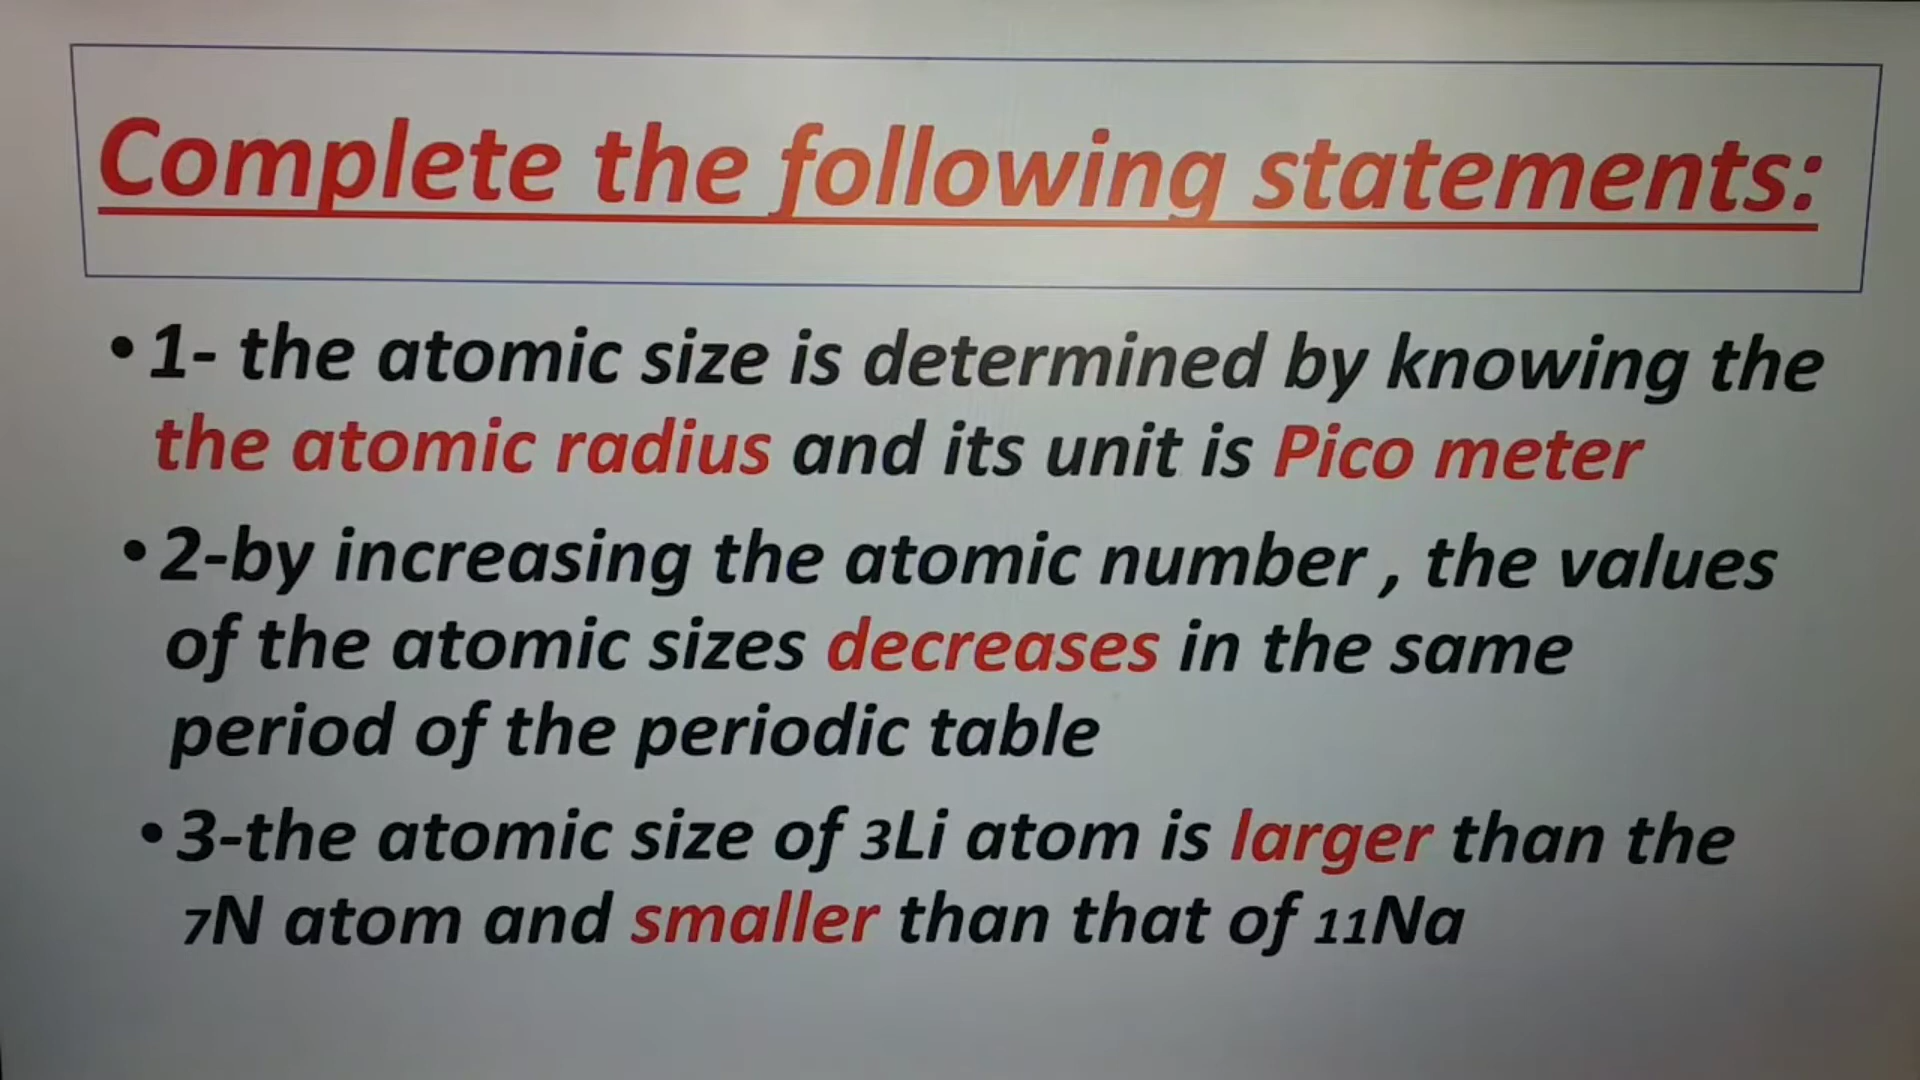 Complete the following statements:
• 1- the atomic size is determined by knowing the
the atomic radius and its unit is Pico meter
• 2-by increasing the atomic number , the values
of the atomic sizes decreases in the same
period of the periodic table
• 3-the atomic size of 3Li atom is larger than the
7N atom and smaller than that of 11Na